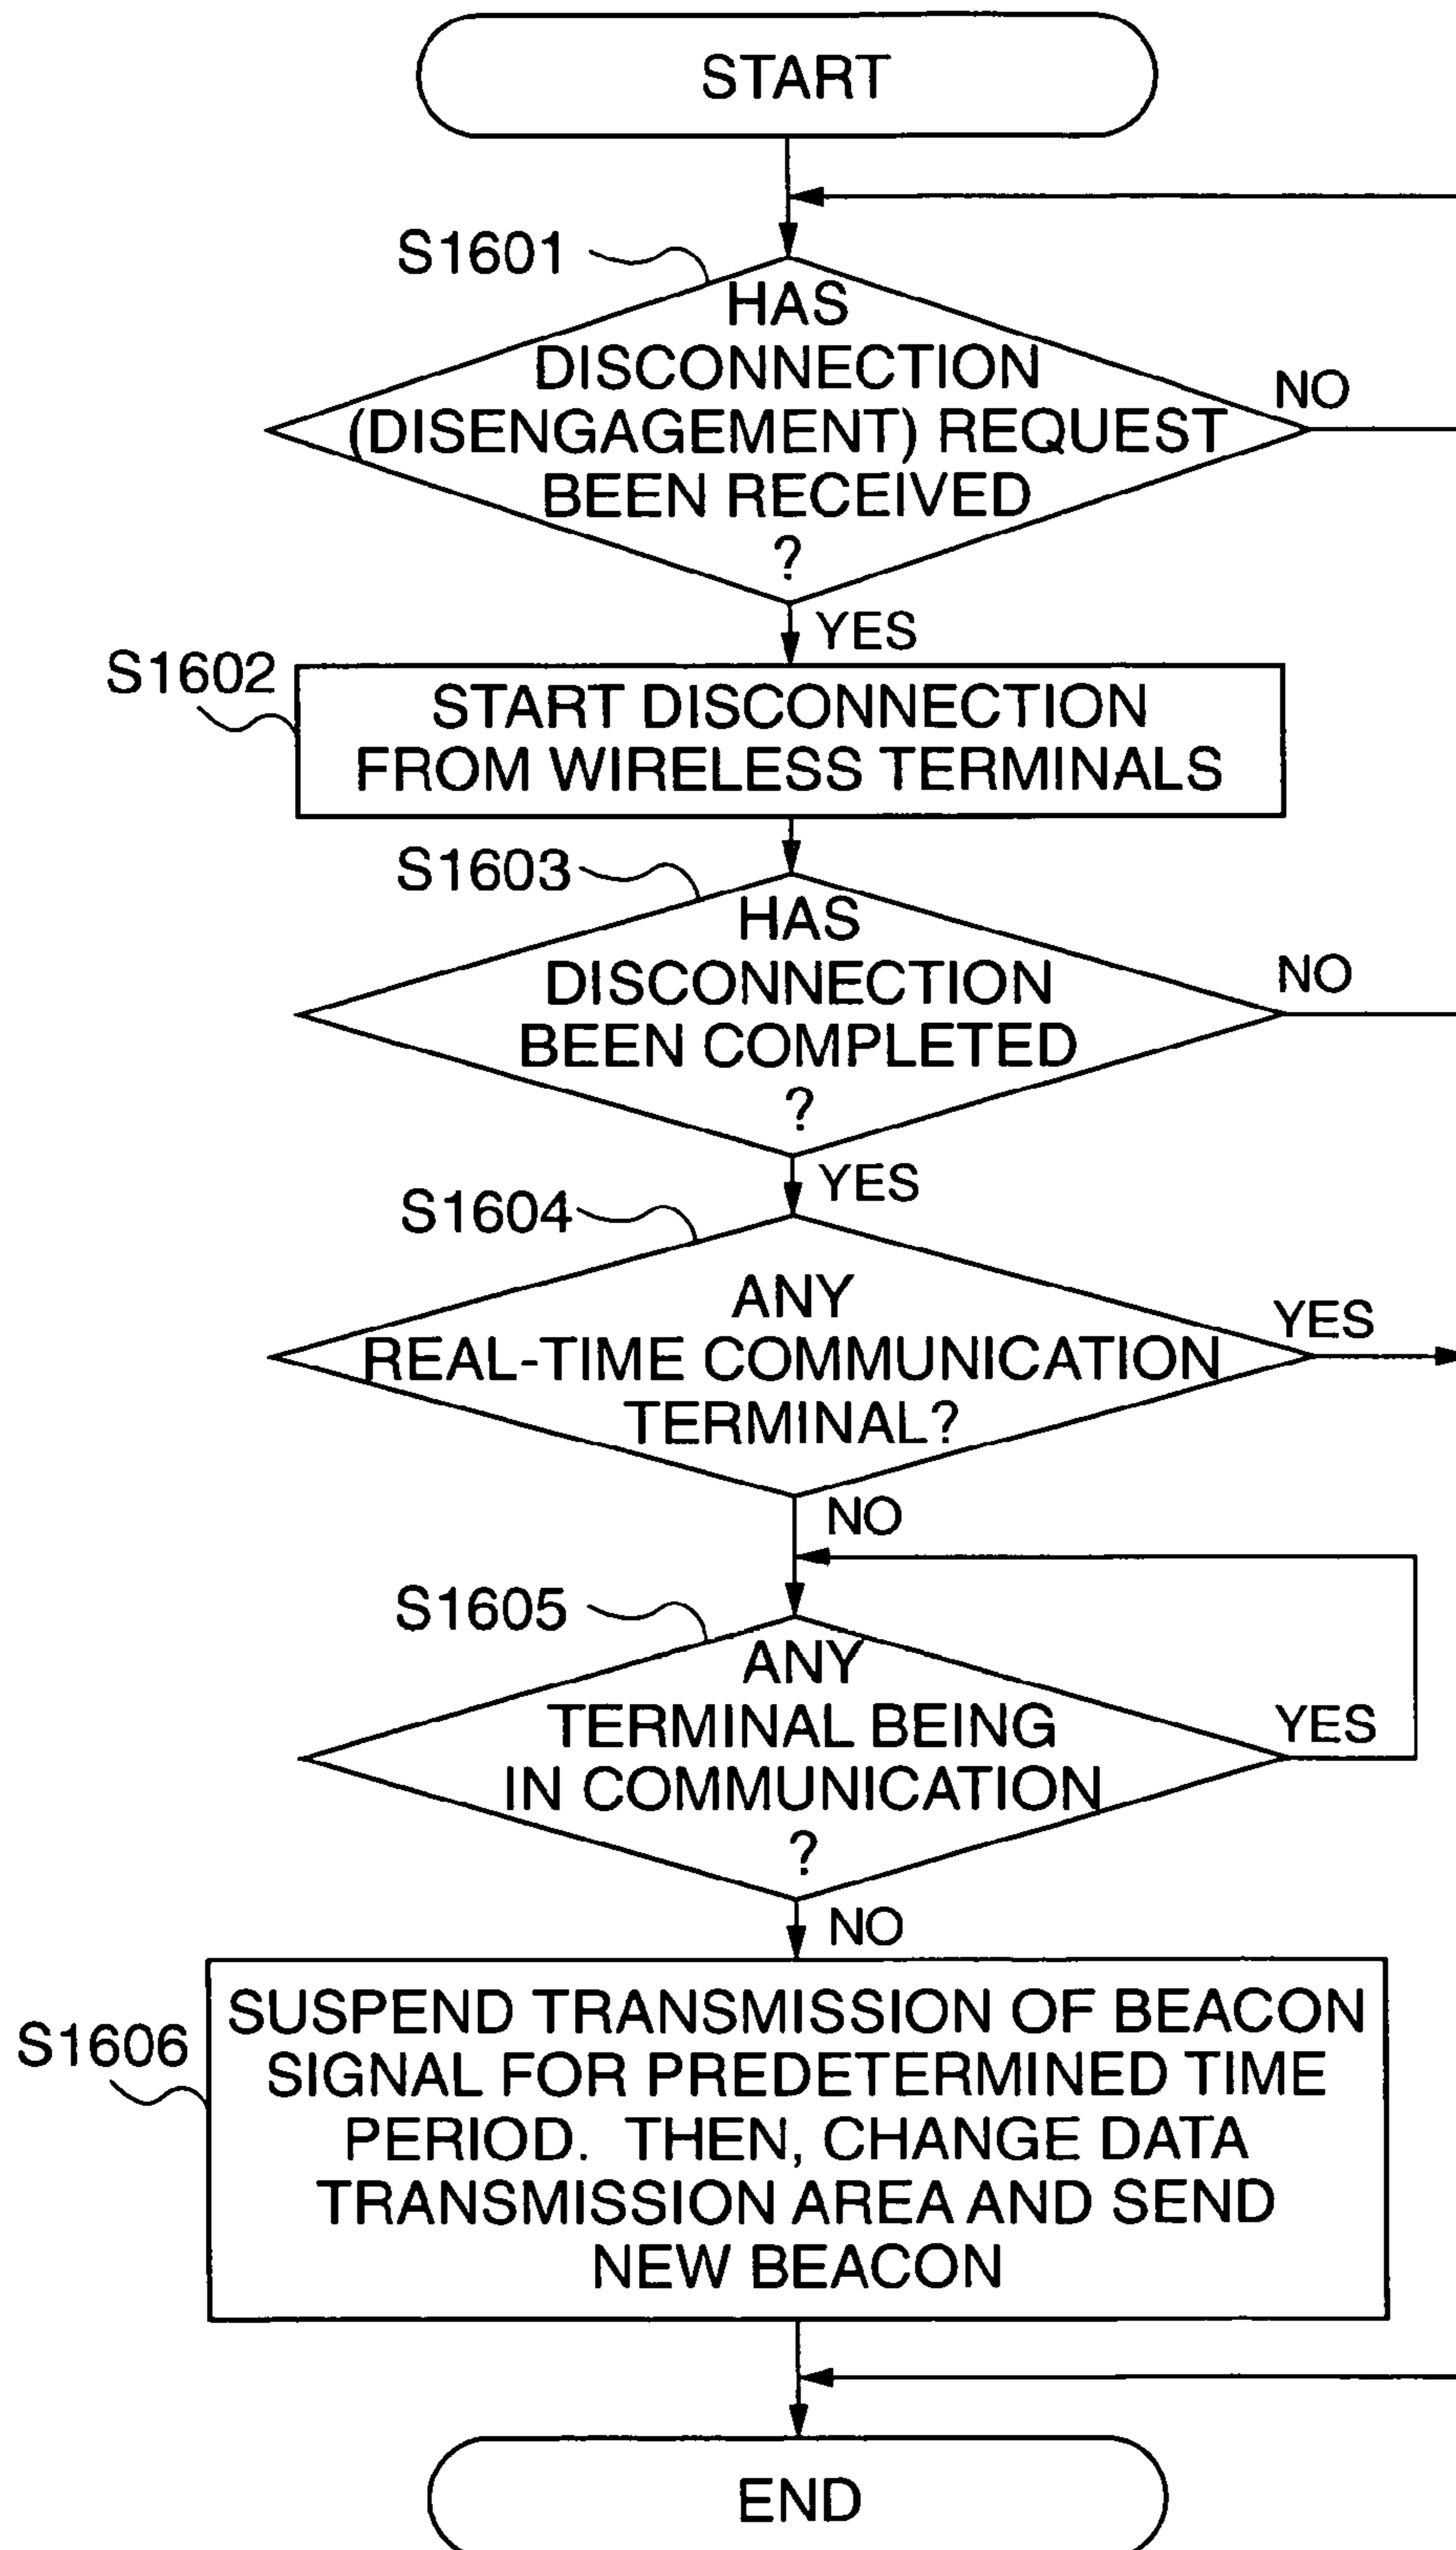 START
S1601
HAS
DISCONNECTION
(DISENGAGEMENT) REQUEST
BEEN RECEIVED
?
NO
YES
S1602
START DISCONNECTION
FROM WIRELESS TERMINALS
S1603
HAS
DISCONNECTION
BEEN COMPLETED
?
NO
YES
S1604
ANY
REAL-TIME COMMUNICATION
TERMINAL?
YES
NO
S1605
ANY
TERMINAL BEING
IN COMMUNICATION
?
YES
NO
S1606
SUSPEND TRANSMISSION OF BEACON
SIGNAL FOR PREDETERMINED TIME
PERIOD. THEN, CHANGE DATA
TRANSMISSION AREA AND SEND
NEW BEACON
END